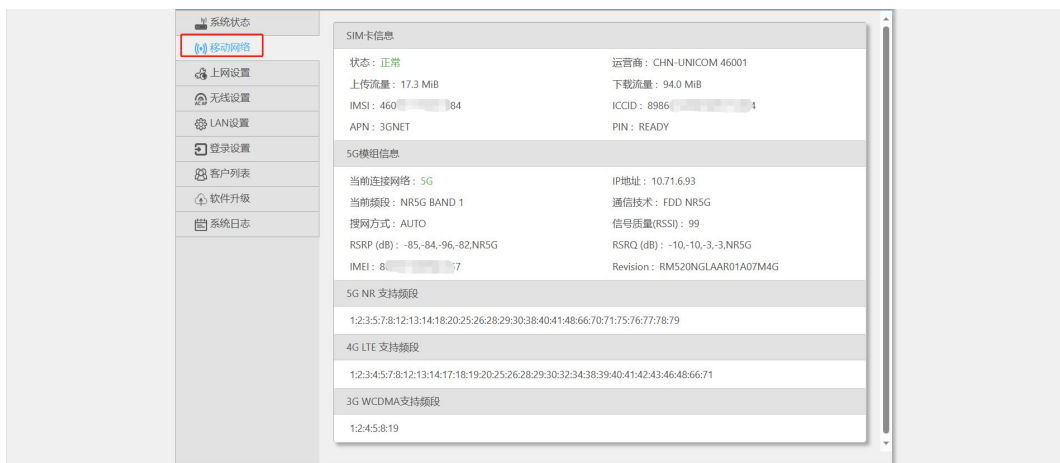 系统状态
移动网络
上网设置
无线设置
LAN设置
登录设置
客户列表
软件升级
系统日志
SIM卡信息
状态：正常
运营商：CHN-UNICOM 46001
上传流量：17.3 MiB
下载流量：94.0 MiB
IMSI：460 84
ICCID：8986 4
APN：3GNET
PIN：READY
5G模组信息
当前连接网络：5G
IP地址：10.71.6.93
当前频段：NR5G BAND 1
通信技术：FDD NR5G
搜网方式：AUTO
信号质量(RSSI)：99
RSRP (dB)：-85,-84,-96,-82,NR5G
RSRQ (dB)：-10,-10,-3,-3,NR5G
IMEI：8 57
Revision：RM520NGLAAR01A07M4G
5G NR 支持频段
1:2:3:5:7:8:12:13:14:18:20:25:26:28:29:30:38:40:41:48:66:70:71:75:76:77:78:79
4G LTE 支持频段
1:2:3:4:5:7:8:12:13:14:17:18:19:20:25:26:28:29:30:32:34:38:39:40:41:42:43:46:48:66:71
3G WCDMA支持频段
1:2:4:5:8:19